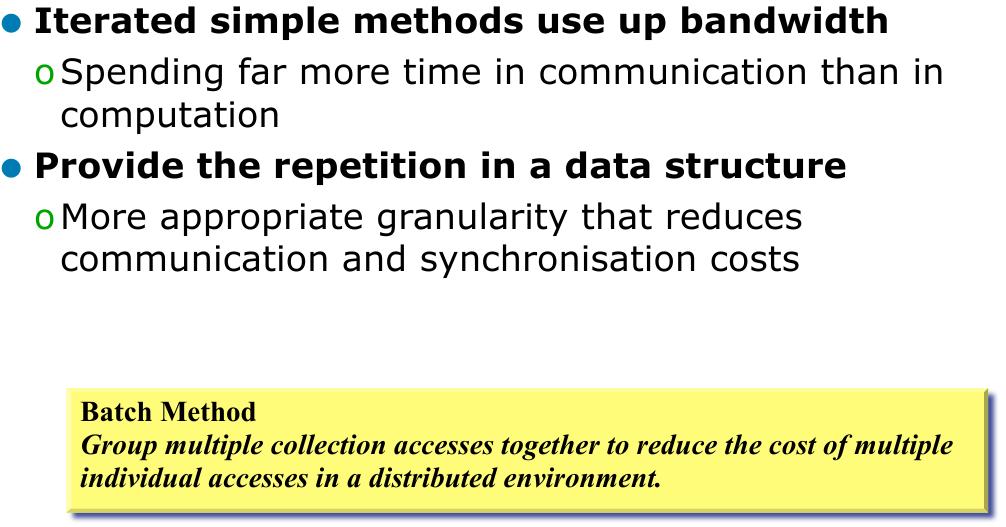 ● Iterated simple methods use up bandwidth
o Spending far more time in communication than in
computation
● Provide the repetition in a data structure
o More appropriate granularity that reduces
communication and synchronisation costs
Batch Method
Group multiple collection accesses together to reduce the cost of multiple
individual accesses in a distributed environment.